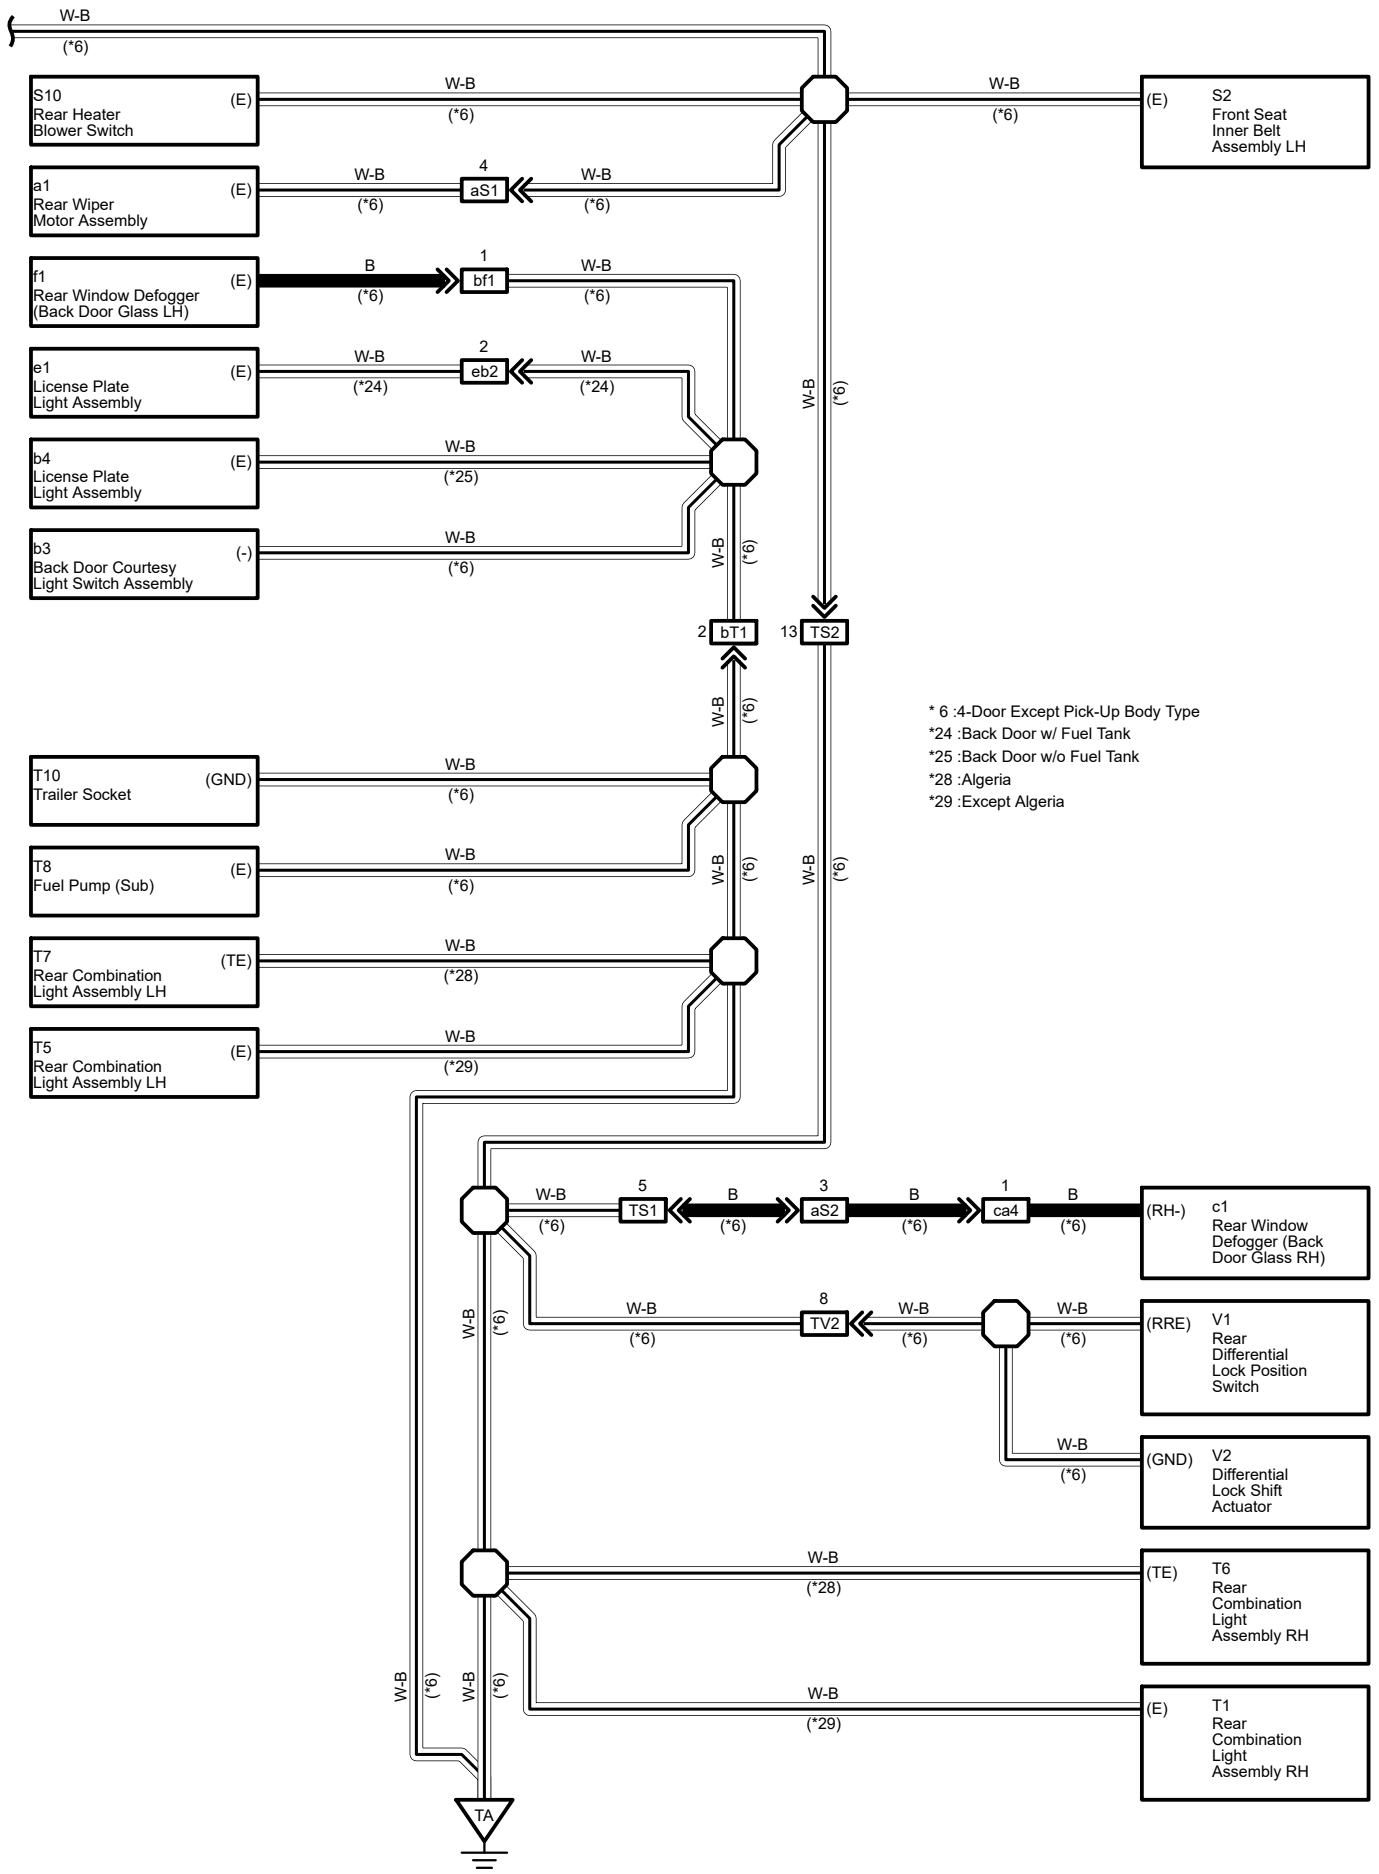 W-B
(*6)
S10
(E)
Rear Heater
Blower Switch
W-B
(*6)
W-B
(*6)
(E)
S2
Front Seat
Inner Belt
Assembly LH
a1
(E)
Rear Wiper
Motor Assembly
W-B
(*6)
4
aS1
W-B
(*6)
f1
(E)
Rear Window Defogger
(Back Door Glass LH)
B
(*6)
1
bf1
W-B
(*6)
e1
(E)
License Plate
Light Assembly
W-B
(*24)
2
eb2
W-B
(*24)
W-B
(*6)
b4
(E)
License Plate
Light Assembly
W-B
(*25)
b3
(-)
Back Door Courtesy
Light Switch Assembly
W-B
(*6)
W-B
(*6)
2
bT1
13
TS2
W-B
(*6)
* 6 :4-Door Except Pick-Up Body Type
*24 :Back Door w/ Fuel Tank
*25 :Back Door w/o Fuel Tank
*28 :Algeria
*29 :Except Algeria
T10
(GND)
Trailer Socket
W-B
(*6)
T8
(E)
Fuel Pump (Sub)
W-B
(*6)
W-B
(*6)
W-B
(*6)
T7
(TE)
Rear Combination
Light Assembly LH
W-B
(*28)
T5
(E)
Rear Combination
Light Assembly LH
W-B
(*29)
W-B
(*6)
5
TS1
B
(*6)
3
aS2
B
(*6)
1
ca4
B
(*6)
(RH-)
c1
Rear Window
Defogger (Back
Door Glass RH)
W-B
(*6)
W-B
(*6)
8
TV2
W-B
(*6)
W-B
(*6)
(RRE)
V1
Rear
Differential
Lock Position
Switch
W-B
(*6)
(GND)
V2
Differential
Lock Shift
Actuator
W-B
(*28)
(TE)
T6
Rear
Combination
Light
Assembly RH
W-B
(*6)
W-B
(*6)
W-B
(*29)
(E)
T1
Rear
Combination
Light
Assembly RH
TA